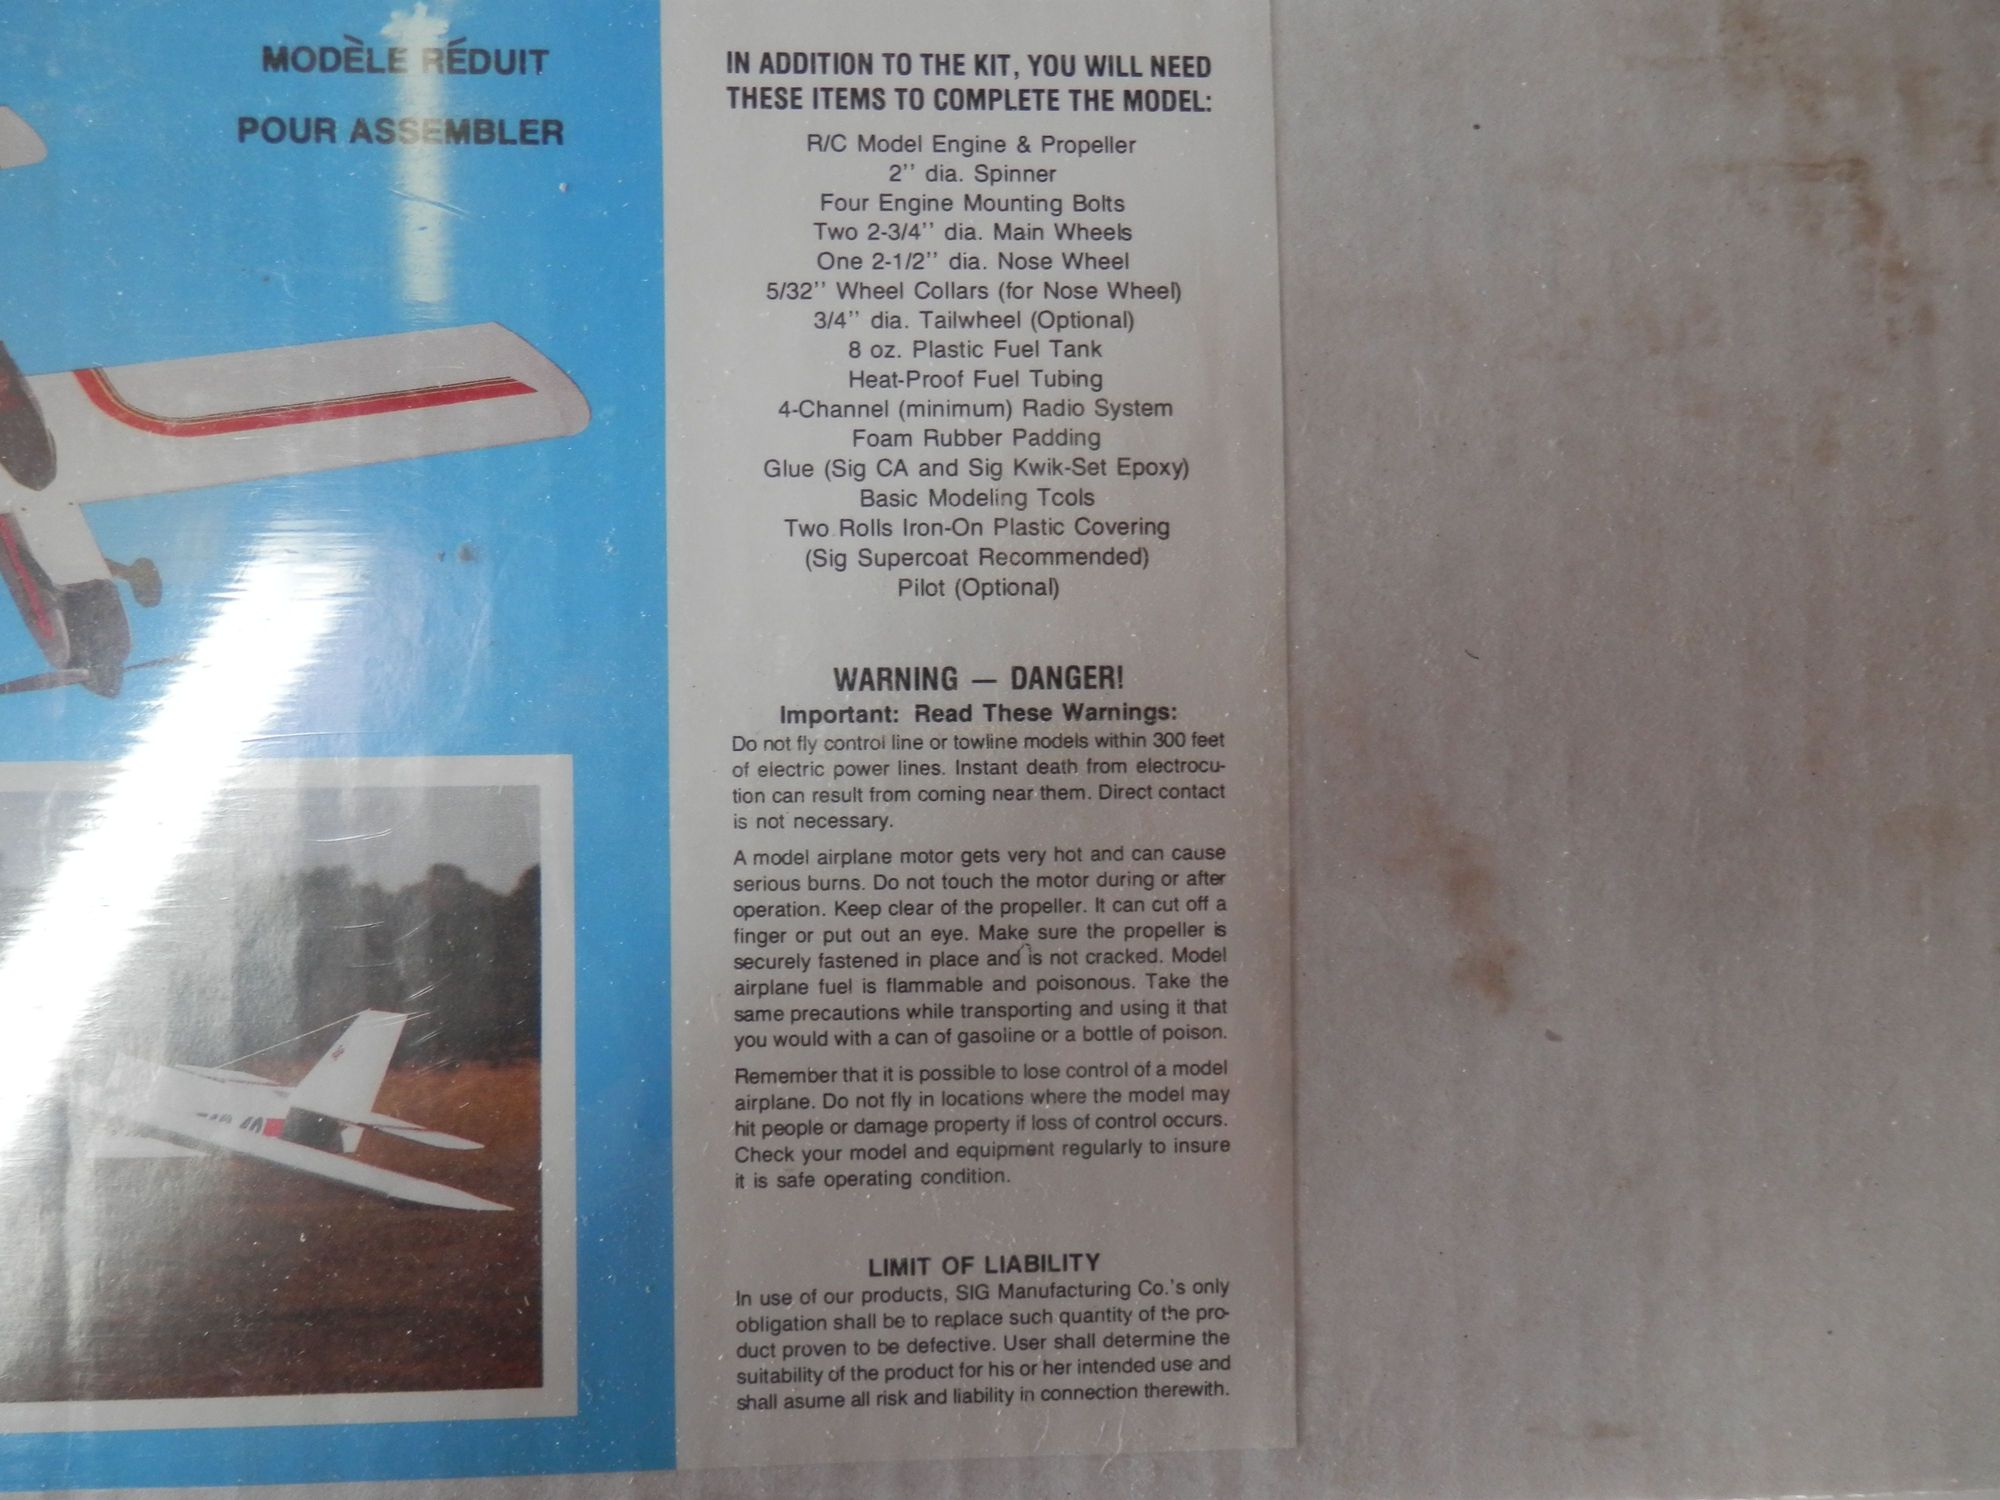 MODÈLE RÉDUIT
POUR ASSEMBLER
IN ADDITION TO THE KIT, YOU WILL NEED
THESE ITEMS TO COMPLETE THE MODEL:
R/C Model Engine & Propeller
2'' dia. Spinner
Four Engine Mounting Bolts
Two 2-3/4'' dia. Main Wheels
One 2-1/2'' dia. Nose Wheel
5/32'' Wheel Collars (for Nose Wheel)
3/4'' dia. Tailwheel (Optional)
8 oz. Plastic Fuel Tank
Heat-Proof Fuel Tubing
4-Channel (minimum) Radio System
Foam Rubber Padding
Glue (Sig CA and Sig Kwik-Set Epoxy)
Basic Modeling Tools
Two Rolls Iron-On Plastic Covering
(Sig Supercoat Recommended)
Pilot (Optional)
WARNING — DANGER!
Important: Read These Warnings:
Do not fly control line or towline models within 300 feet
of electric power lines. Instant death from electrocu-
tion can result from coming near them. Direct contact
is not necessary.
A model airplane motor gets very hot and can cause
serious burns. Do not touch the motor during or after
operation. Keep clear of the propeller. It can cut off a
finger or put out an eye. Make sure the propeller is
securely fastened in place and is not cracked. Model
airplane fuel is flammable and poisonous. Take the
same precautions while transporting and using it that
you would with a can of gasoline or a bottle of poison.
Remember that it is possible to lose control of a model
airplane. Do not fly in locations where the model may
hit people or damage property if loss of control occurs.
Check your model and equipment regularly to insure
it is safe operating condition.
LIMIT OF LIABILITY
In use of our products, SIG Manufacturing Co.'s only
obligation shall be to replace such quantity of the pro-
duct proven to be defective. User shall determine the
suitability of the product for his or her intended use and
shall asume all risk and liability in connection therewith.